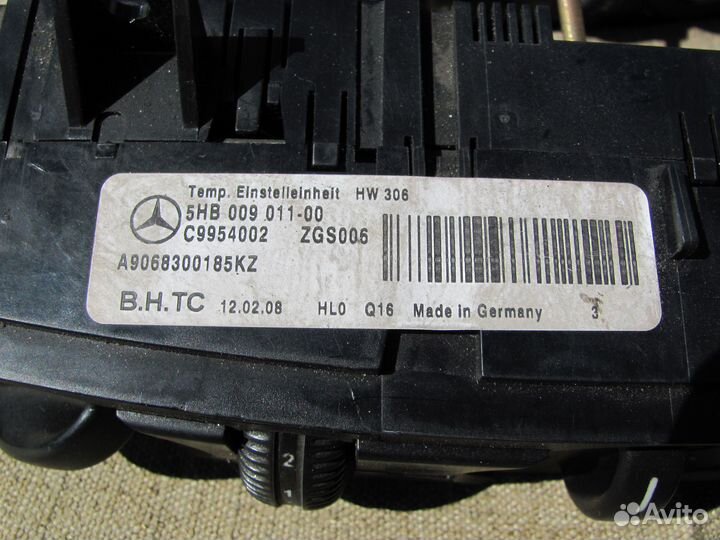 Temp. Einstelleinheit HW 306
5HB 009 011-00
C9954002 ZGS006
A9068300185KZ
B.H.TC 12.02.08 HL0 Q16 Made in Germany 3
2
1
Avito